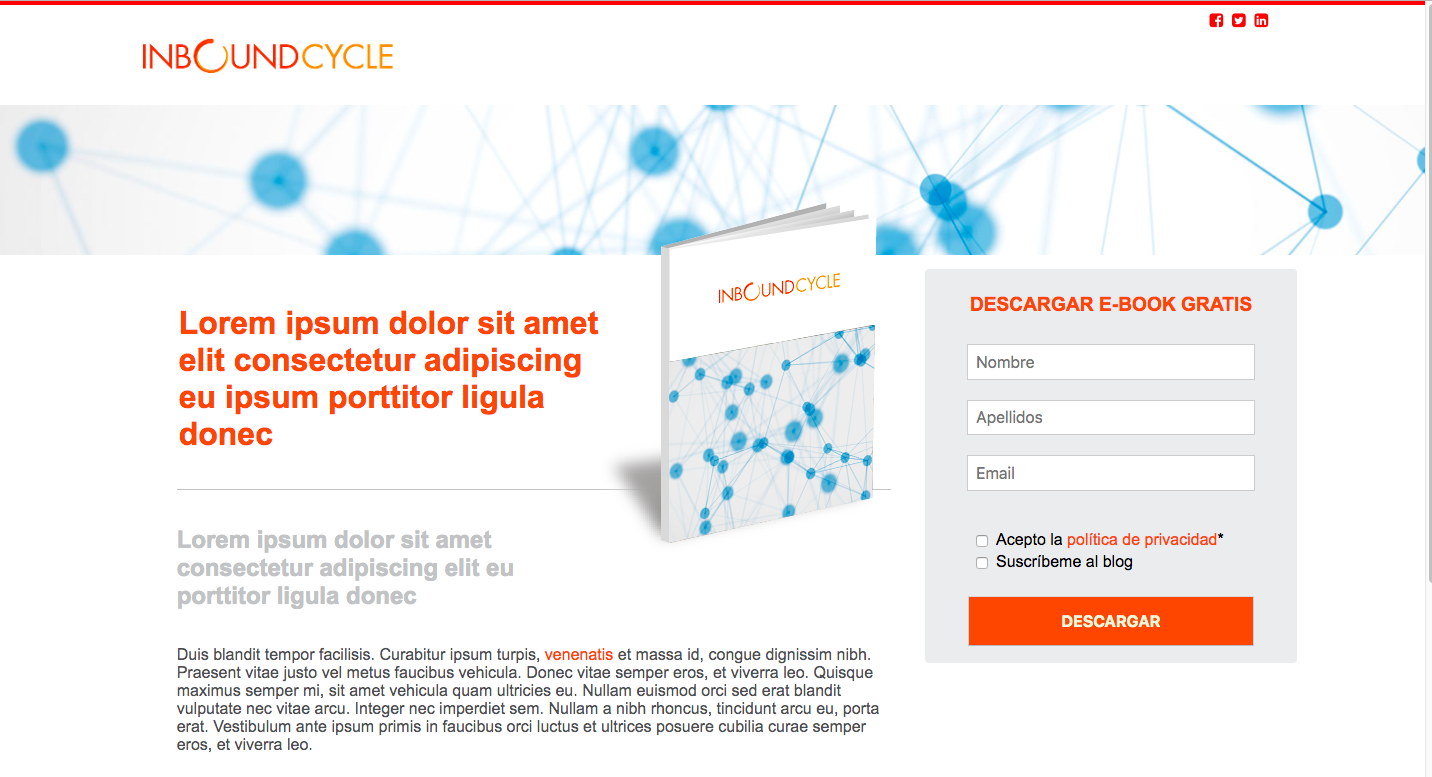 INBOUNDCYCLE
INBOUNDCYCLE
Lorem ipsum dolor sit amet
elit consectetur adipiscing
eu ipsum porttitor ligula
donec
Lorem ipsum dolor sit amet
consectetur adipiscing elit eu
porttitor ligula donec
Duis blandit tempor facilisis. Curabitur ipsum turpis, venenatis et massa id, congue dignissim nibh.
Praesent vitae justo vel metus faucibus vehicula. Donec vitae semper eros, et viverra leo. Quisque
maximus semper mi, sit amet vehicula quam ultricies eu. Nullam euismod orci sed erat blandit
vulputate nec vitae arcu. Integer nec imperdiet sem. Nullam a nibh rhoncus, tincidunt arcu eu, porta
erat. Vestibulum ante ipsum primis in faucibus orci luctus et ultrices posuere cubilia curae semper
eros, et viverra leo.
DESCARGAR E-BOOK GRATIS
Nombre
Apellidos
Email
Acepto la política de privacidad*
Suscríbeme al blog
DESCARGAR